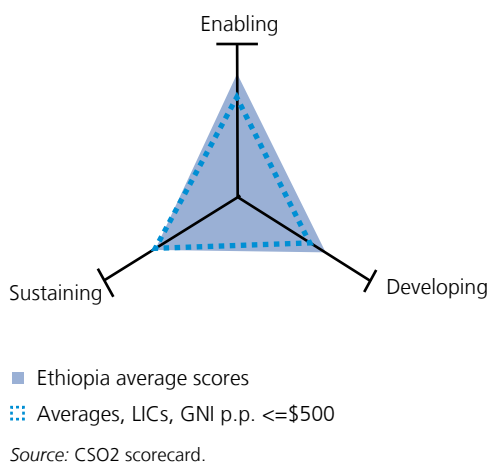 Enabling
Sustaining
Developing
Ethiopia average scores
Averages, LICs, GNI p.p. <=$500
Source: CSO2 scorecard.